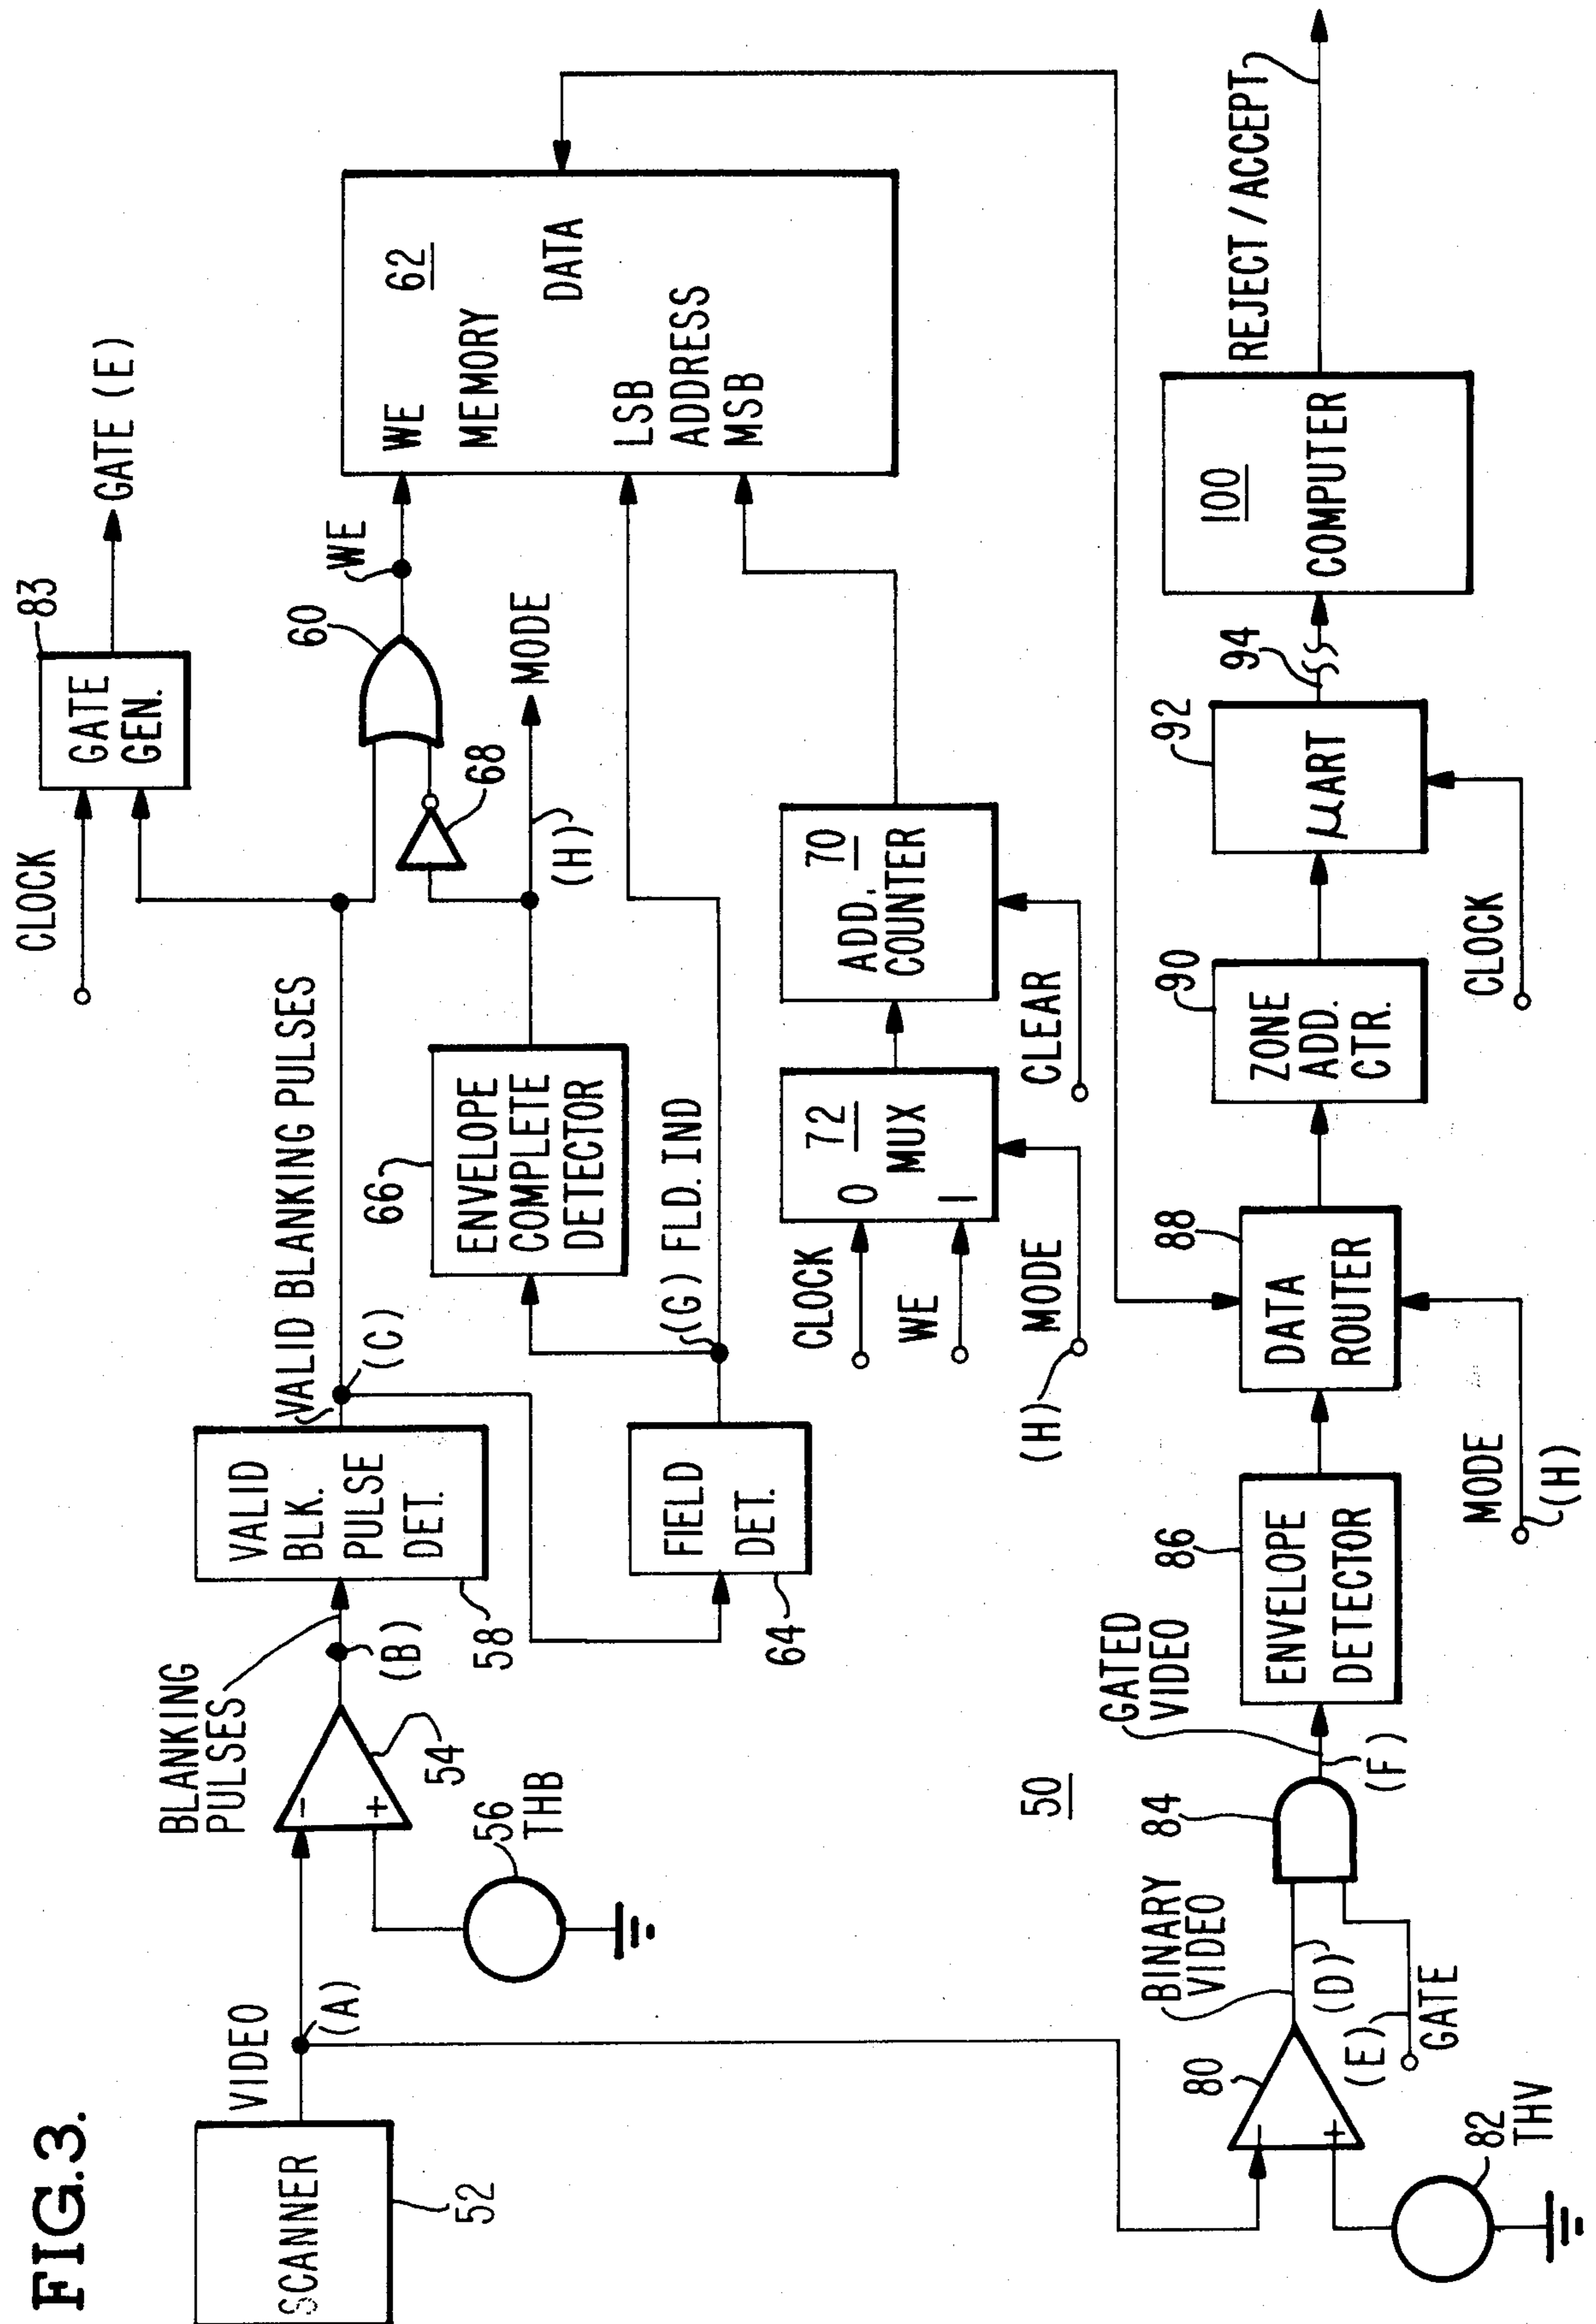 FIG.3.
SCANNER
52
VIDEO
(A)
BLANKING
PULSES
54
56
THB
(B)
VALID
BLK.
PULSE
DET.
58
VALID BLANKING PULSES
(C)
FIELD
DET.
64
(G) FLD. IND
ENVELOPE
COMPLETE
DETECTOR
66
CLOCK
GATE
GEN.
83
GATE (E)
60
68
WE
MODE
(H)
WE
62
MEMORY
DATA
LSB
ADDRESS
MSB
CLOCK
WE
MODE
(H)
0
72
MUX
1
ADD.
70
COUNTER
CLEAR
50
80
82
THV
BINARY
VIDEO
(D)
(E)
GATE
84
GATED
VIDEO
(F)
ENVELOPE
DETECTOR
86
DATA
ROUTER
88
MODE
(H)
ZONE
ADD.
CTR.
90
μART
92
CLOCK
94
100
COMPUTER
REJECT / ACCEPT